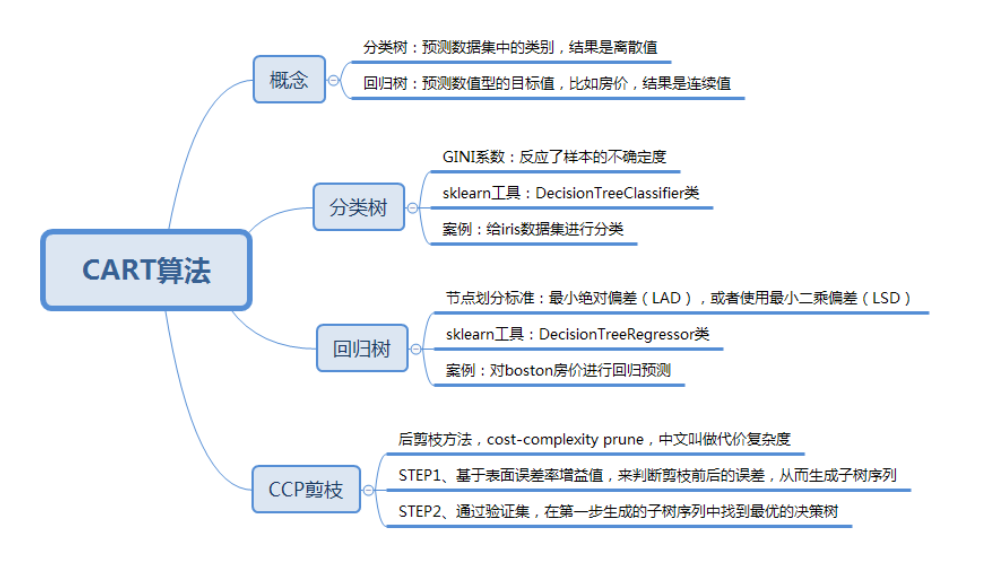 概念
分类树：预测数据集中的类别，结果是离散值
回归树：预测数值型的目标值，比如房价，结果是连续值
分类树
GINI系数：反应了样本的不确定度
sklearn工具：DecisionTreeClassifier类
案例：给iris数据集进行分类
CART算法
回归树
节点划分标准：最小绝对偏差（LAD），或者使用最小二乘偏差（LSD）
sklearn工具：DecisionTreeRegressor类
案例：对boston房价进行回归预测
CCP剪枝
后剪枝方法，cost-complexity prune，中文叫做代价复杂度
STEP1、基于表面误差率增益值，来判断剪枝前后的误差，从而生成子树序列
STEP2、通过验证集，在第一步生成的子树序列中找到最优的决策树